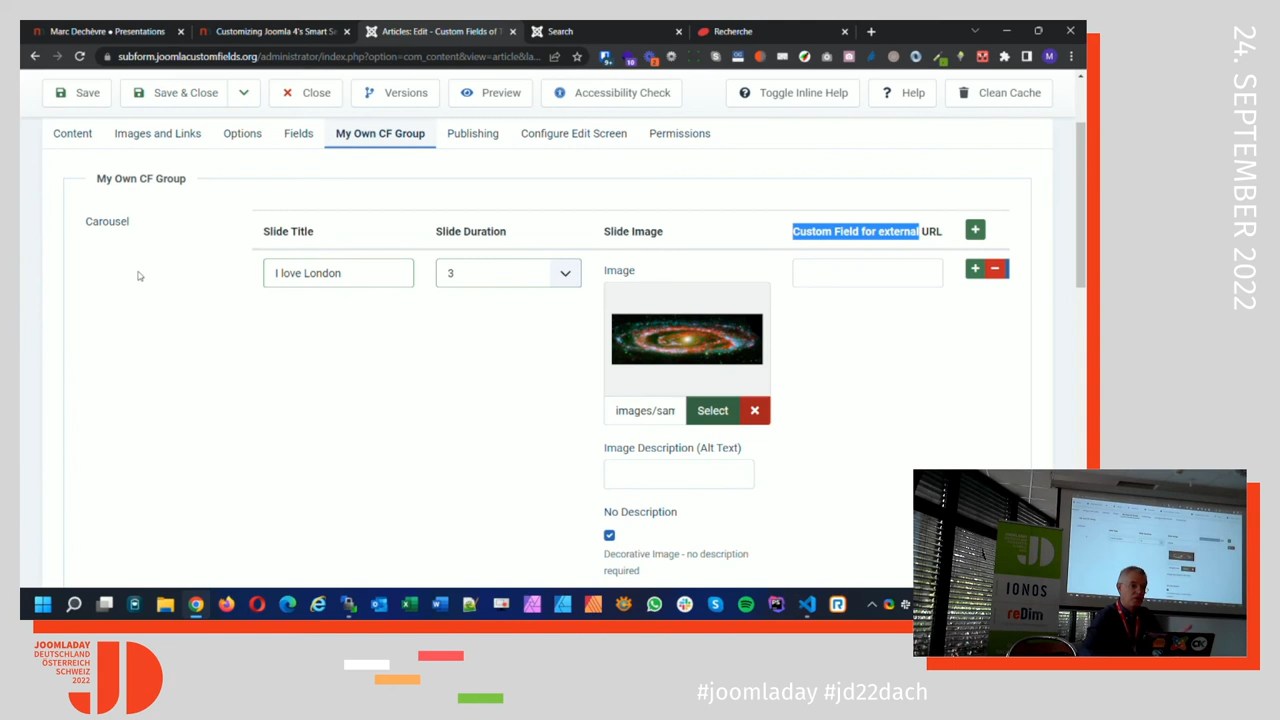 Marc Dechèvre • Presentations
Customizing Joomla 4's Smart Se
Articles: Edit - Custom Fields of T
Search
Recherche
subform.joomlacustomfields.org/administrator/index.php?option=com_content&view=article&la
Save
Save & Close
Close
Versions
Preview
Accessibility Check
Toggle Inline Help
Help
Clean Cache
Content
Images and Links
Options
Fields
My Own CF Group
Publishing
Configure Edit Screen
Permissions
My Own CF Group
Carousel
Slide Title
Slide Duration
Slide Image
Custom Field for external URL
I love London
3
Image
images/sam
Select
Image Description (Alt Text)
No Description
Decorative Image - no description
required
24. SEPTEMBER 2022
IONOS
reDim
JOOMLADAY
DEUTSCHLAND
ÖSTERREICH
SCHWEIZ
2022
#joomladay #jd22dach